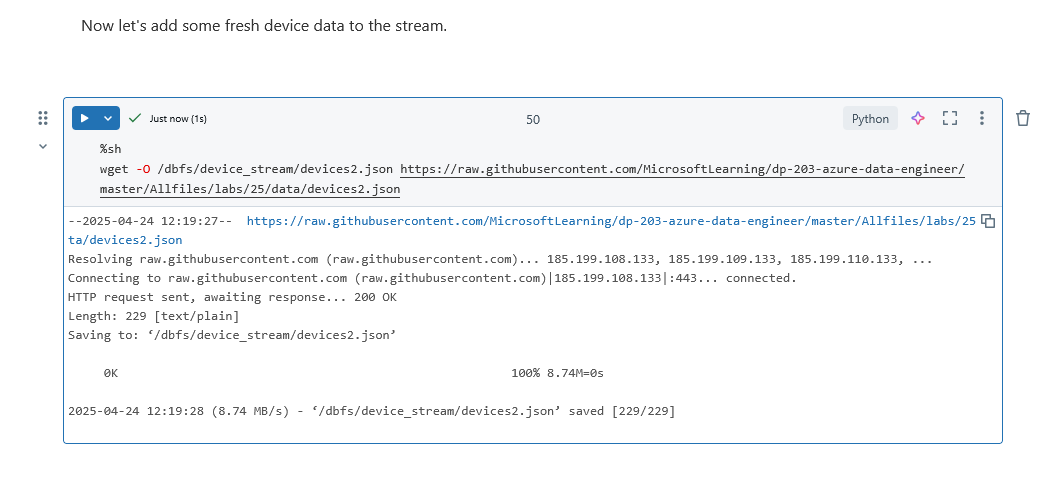 Now let's add some fresh device data to the stream.
Just now (1s)
50
Python
%sh
wget -O /dbfs/device_stream/devices2.json https://raw.githubusercontent.com/MicrosoftLearning/dp-203-azure-data-engineer/
master/Allfiles/labs/25/data/devices2.json
--2025-04-24 12:19:27--  https://raw.githubusercontent.com/MicrosoftLearning/dp-203-azure-data-engineer/master/Allfiles/labs/25
ta/devices2.json
Resolving raw.githubusercontent.com (raw.githubusercontent.com)... 185.199.108.133, 185.199.109.133, 185.199.110.133, ...
Connecting to raw.githubusercontent.com (raw.githubusercontent.com)|185.199.108.133|:443... connected.
HTTP request sent, awaiting response... 200 OK
Length: 229 [text/plain]
Saving to: ‘/dbfs/device_stream/devices2.json’
0K 100% 8.74M=0s
2025-04-24 12:19:28 (8.74 MB/s) - ‘/dbfs/device_stream/devices2.json’ saved [229/229]